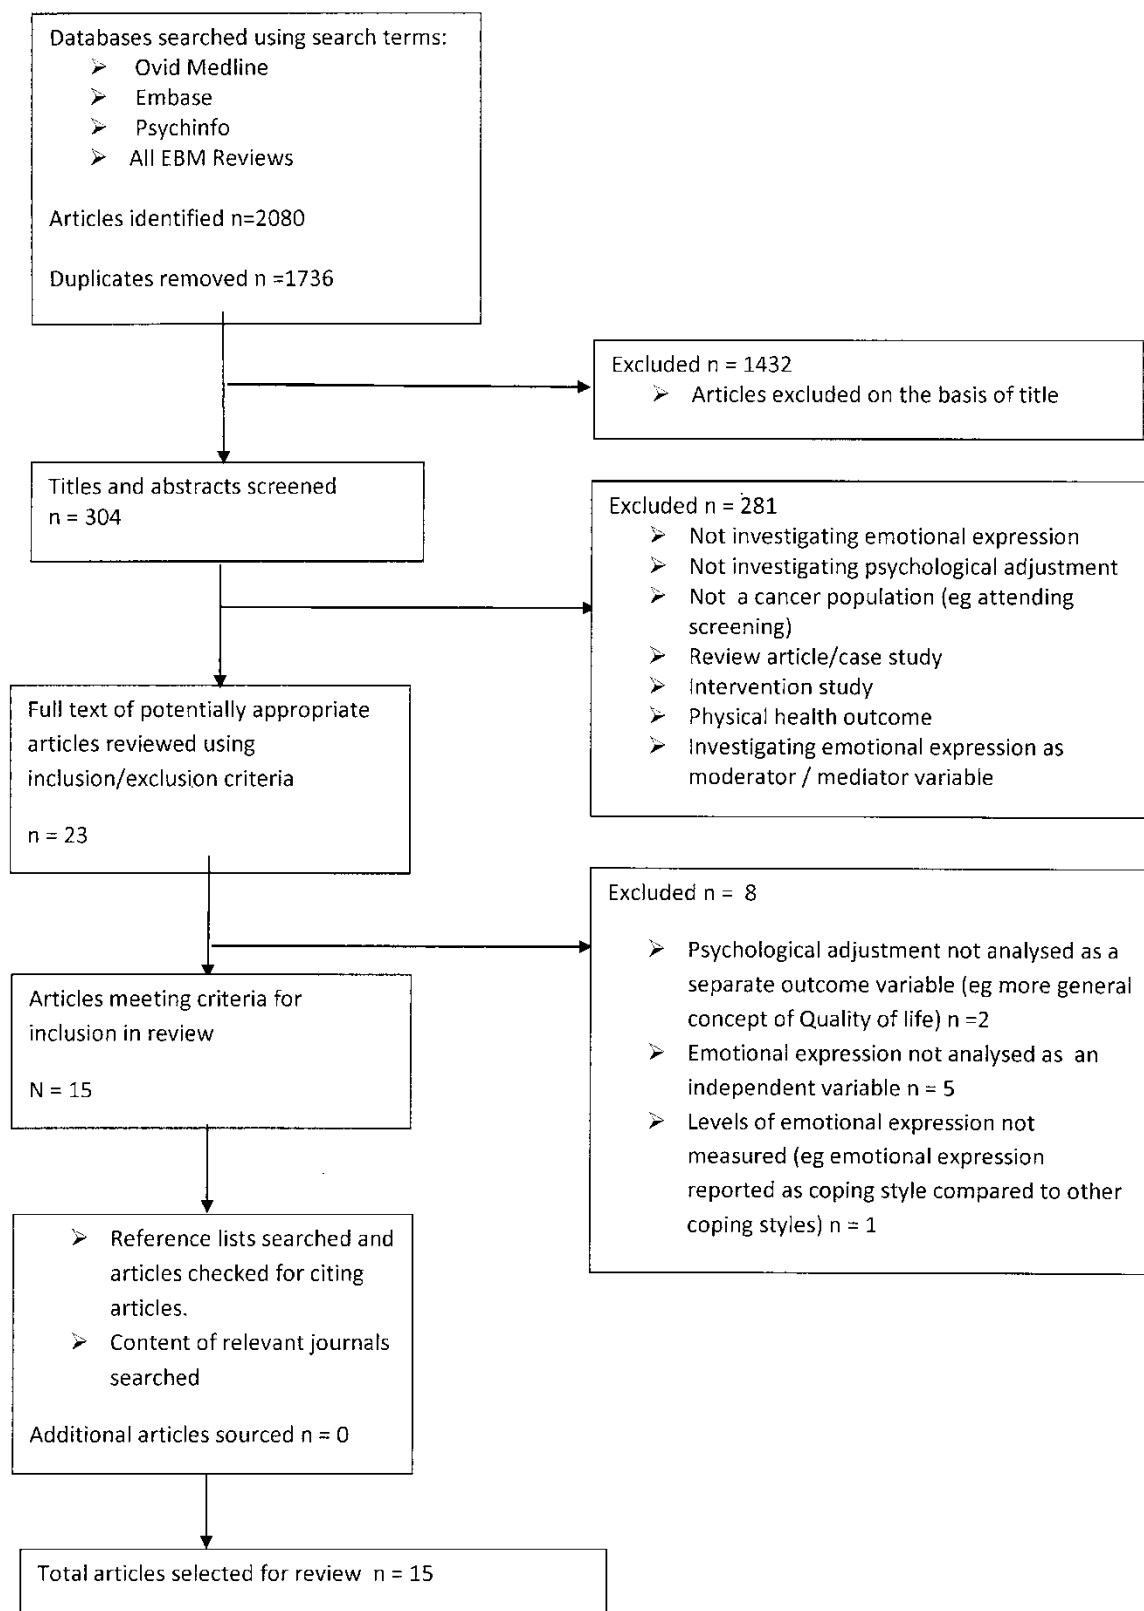 Databases searched using search terms:
➢ Ovid Medline
➢ Embase
➢ Psychinfo
➢ All EBM Reviews
Articles identified n=2080
Duplicates removed n =1736
Excluded n = 1432
➢ Articles excluded on the basis of title
Titles and abstracts screened
n = 304
Excluded n = 281
➢ Not investigating emotional expression
➢ Not investigating psychological adjustment
➢ Not a cancer population (eg attending
screening)
➢ Review article/case study
➢ Intervention study
➢ Physical health outcome
➢ Investigating emotional expression as
moderator / mediator variable
Full text of potentially appropriate
articles reviewed using
inclusion/exclusion criteria
n = 23
Excluded n = 8
➢ Psychological adjustment not analysed as a
separate outcome variable (eg more general
concept of Quality of life) n =2
➢ Emotional expression not analysed as an
independent variable n = 5
➢ Levels of emotional expression not
measured (eg emotional expression
reported as coping style compared to other
coping styles) n = 1
Articles meeting criteria for
inclusion in review
N = 15
➢ Reference lists searched and
articles checked for citing
articles.
➢ Content of relevant journals
searched
Additional articles sourced n = 0
Total articles selected for review n = 15